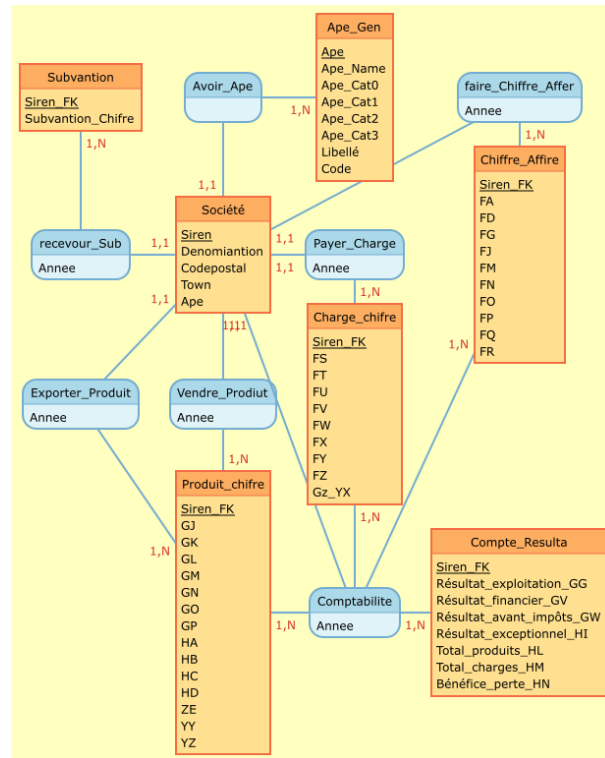 Ape_Gen
Ape
Ape_Name
Ape_Cat0
Ape_Cat1
Ape_Cat2
Ape_Cat3
Libellé
Code
Subvantion
Siren_FK
Subvantion_Chifre
1,N
Avoir_Ape
1,N
1,1
faire_Chiffre_Affer
Annee
1,N
Chiffre_Affire
Siren_FK
FA
FD
FG
FJ
FM
FN
FO
FP
FQ
FR
1,N
Société
Siren
Denomiantion
Codepostal
Town
Ape
recevour_Sub
Annee
1,1
1,1
1,1
Payer_Charge
Annee
1,N
1,1
1,1
1,1
Charge_chifre
Siren_FK
FS
FT
FU
FV
FW
FX
FY
FZ
Gz_YX
1,N
Exporter_Produit
Annee
Vendre_Prodiut
Annee
1,N
1,N
Produit_chifre
Siren_FK
GJ
GK
GL
GM
GN
GO
GP
HA
HB
HC
HD
ZE
YY
YZ
1,N
Comptabilite
Annee
1,N
Compte_Resulta
Siren_FK
Résultat_exploitation_GG
Résultat_financier_GV
Résultat_avant_impôts_GW
Résultat_exceptionnel_HI
Total_produits_HL
Total_charges_HM
Bénéfice_perte_HN